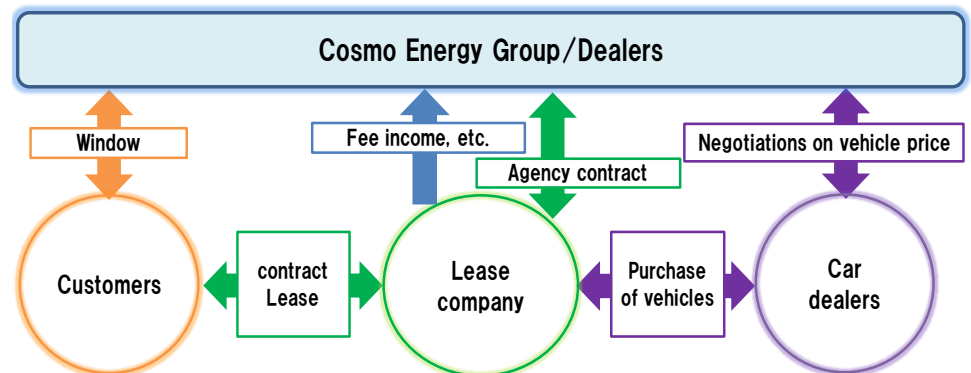 Cosmo Energy Group/Dealers
Window
Fee income, etc.
Agency contract
Negotiations on vehicle price
Customers
contract
Lease
Lease
company
Purchase
of vehicles
Car
dealers